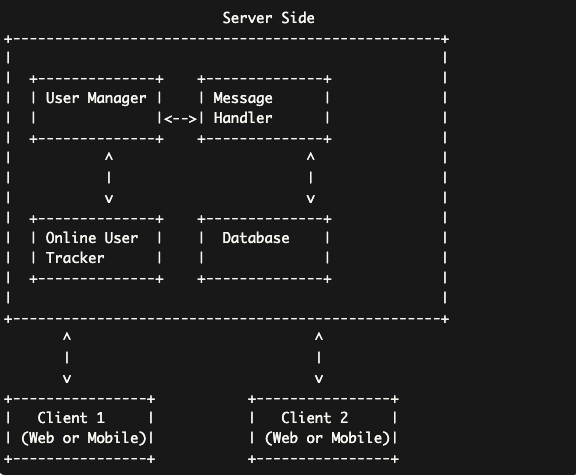 Server Side
+---------------------------------------------------+
|                                                   |
|  +--------------+    +--------------+             |
|  | User Manager |    | Message      |             |
|  |              |<-->| Handler      |             |
|  +--------------+    +--------------+             |
|           ^                       ^               |
|           |                       |               |
|           v                       v               |
|  +--------------+    +--------------+             |
|  | Online User  |    |  Database    |             |
|  | Tracker      |    |              |             |
|  +--------------+    +--------------+             |
|                                                   |
+---------------------------------------------------+
       ^                             ^
       |                             |
       v                             v
+----------------+           +----------------+
|   Client 1     |           |   Client 2     |
| (Web or Mobile)|           | (Web or Mobile)|
+----------------+           +----------------+